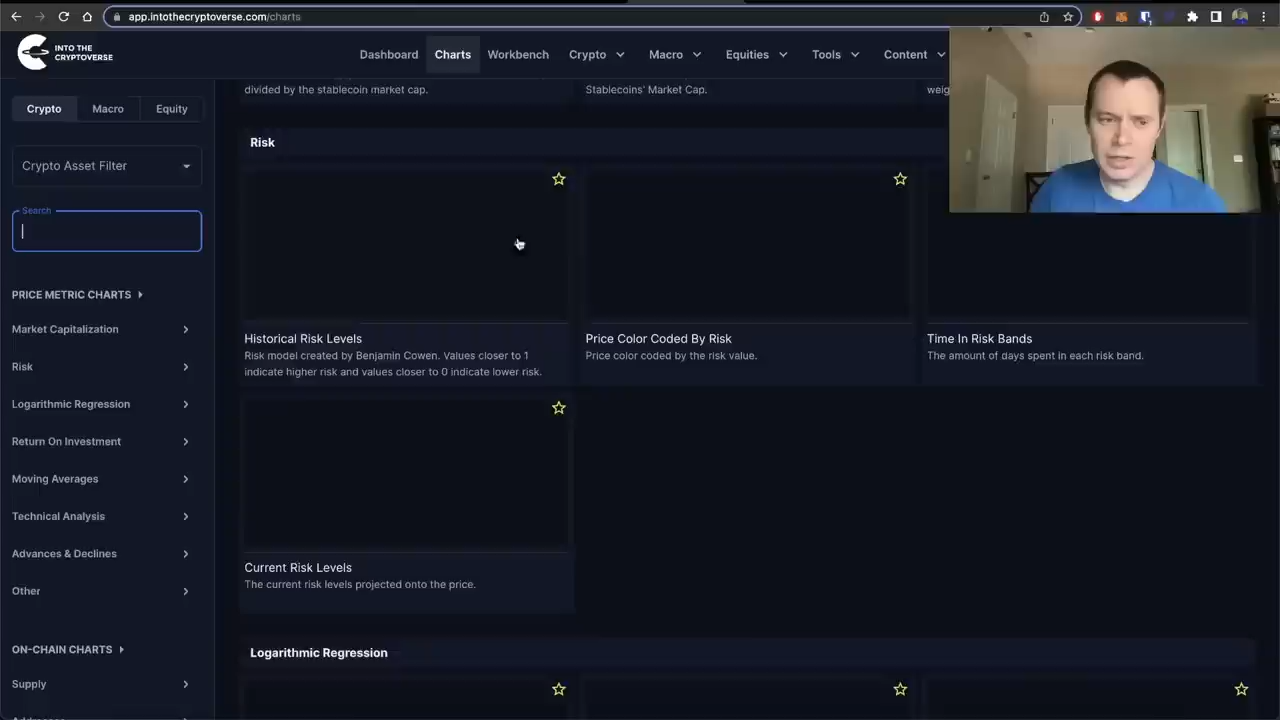 app.intothecryptoverse.com/charts
INTO THE
CRYPTOVERSE
Dashboard
Charts
Workbench
Crypto
Macro
Equities
Tools
Content
Crypto
Macro
Equity
Crypto Asset Filter
Search
PRICE METRIC CHARTS
Market Capitalization
Risk
Logarithmic Regression
Return On Investment
Moving Averages
Technical Analysis
Advances & Declines
Other
ON-CHAIN CHARTS
Supply
divided by the stablecoin market cap.
Stablecoins' Market Cap.
Risk
Historical Risk Levels
Risk model created by Benjamin Cowen. Values closer to 1
indicate higher risk and values closer to 0 indicate lower risk.
Price Color Coded By Risk
Price color coded by the risk value.
Time In Risk Bands
The amount of days spent in each risk band.
Current Risk Levels
The current risk levels projected onto the price.
Logarithmic Regression